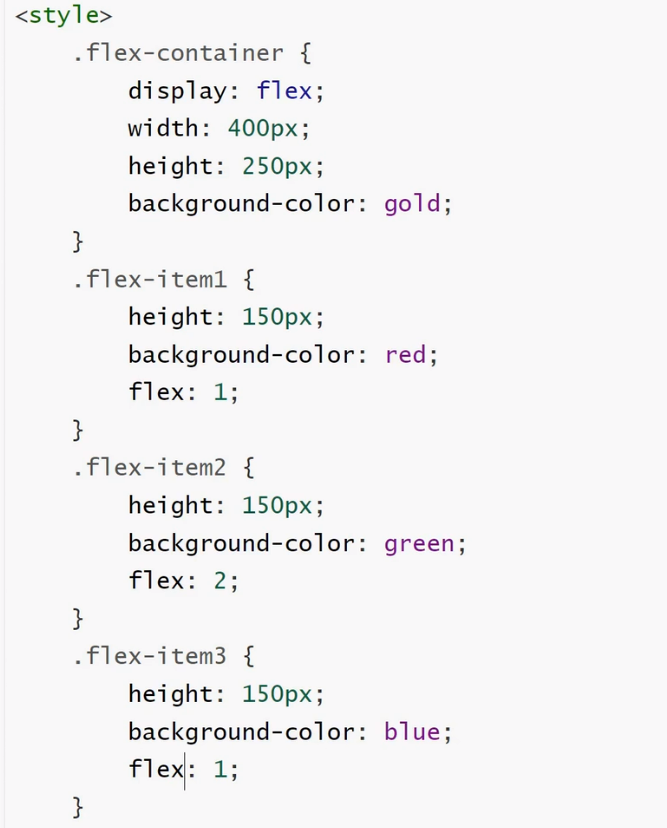 <style>
.flex-container {
display: flex;
width: 400px;
height: 250px;
background-color: gold;
}
.flex-item1 {
height: 150px;
background-color: red;
flex: 1;
}
.flex-item2 {
height: 150px;
background-color: green;
flex: 2;
}
.flex-item3 {
height: 150px;
background-color: blue;
flex: 1;
}